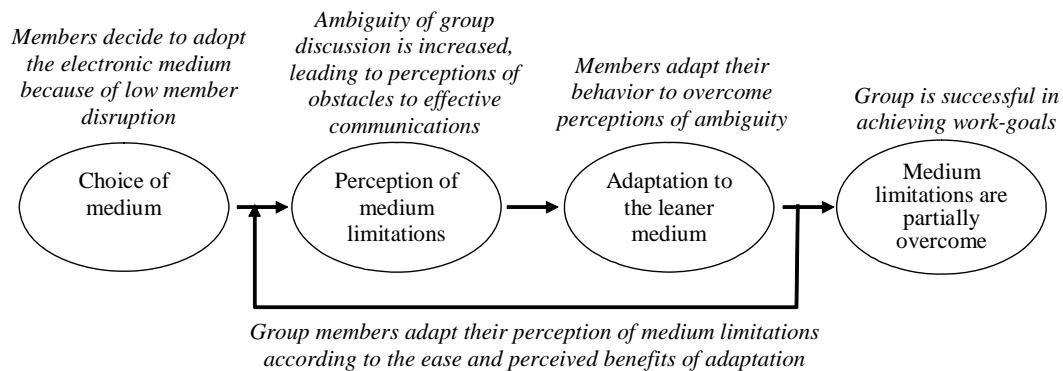 Members decide to adopt
the electronic medium
because of low member
disruption
Ambiguity of group
discussion is increased,
leading to perceptions of
obstacles to effective
communications
Members adapt their
behavior to overcome
perceptions of ambiguity
Group is successful in
achieving work-goals
Choice of
medium
Perception of
medium
limitations
Adaptation to
the leaner
medium
Medium
limitations are
partially
overcome
Group members adapt their perception of medium limitations
according to the ease and perceived benefits of adaptation